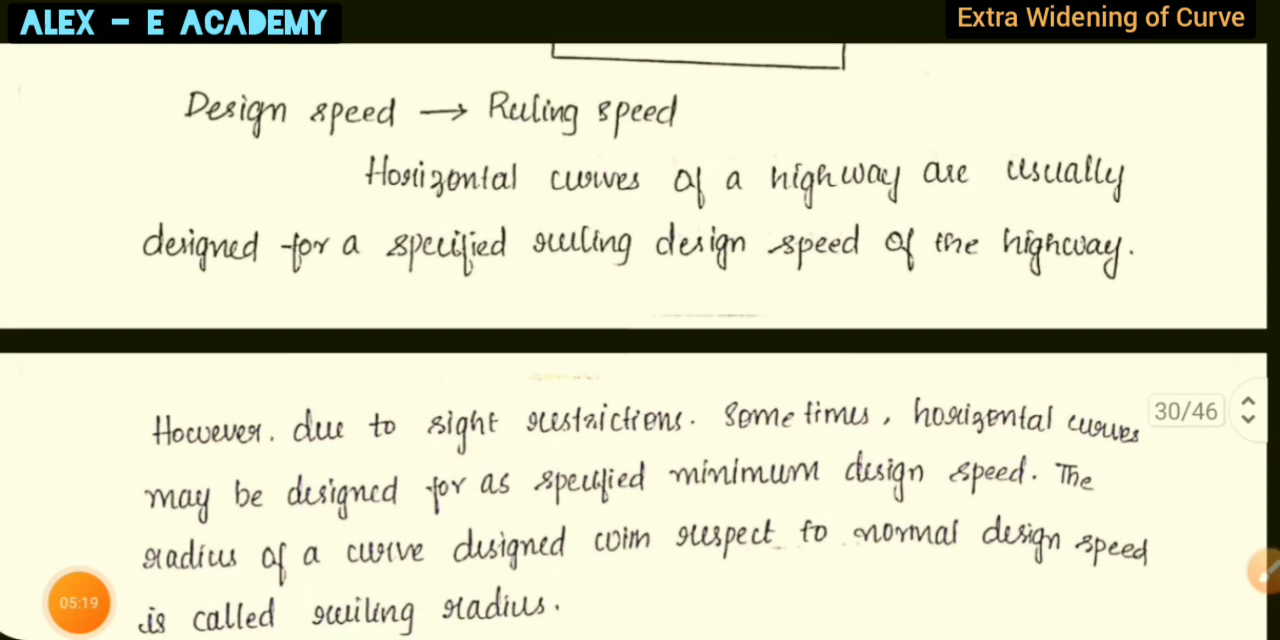 ALEX - E ACADEMY
Extra Widening of Curve
Design speed → Ruling speed
Horizontal curves of a highway are usually
designed for a specified ruling design speed of the highway.
However. due to sight restrictions. Some times, horizontal curves
30/46
may be designed for as specified minimum design speed. The
radius of a curve designed with respect to normal design speed
05:19
is called ruiling radius.